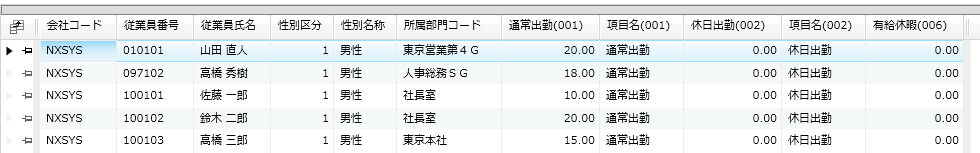 会社コード 従業員番号 従業員氏名 性別区分 性別名称 所属部門コード 通常出勤(001) 項目名(001) 休日出勤(002) 項目名(002) 有給休暇(006)
NXSYS 010101 山田 直人 1 男性 東京営業第４Ｇ 20.00 通常出勤 0.00 休日出勤 0.00
NXSYS 097102 高橋 秀樹 1 男性 人事総務ＳＧ 18.00 通常出勤 0.00 休日出勤 0.00
NXSYS 100101 佐藤 一郎 1 男性 社長室 10.00 通常出勤 0.00 休日出勤 0.00
NXSYS 100102 鈴木 二郎 1 男性 社長室 20.00 通常出勤 0.00 休日出勤 0.00
NXSYS 100103 高橋 三郎 1 男性 東京本社 15.00 通常出勤 0.00 休日出勤 0.00